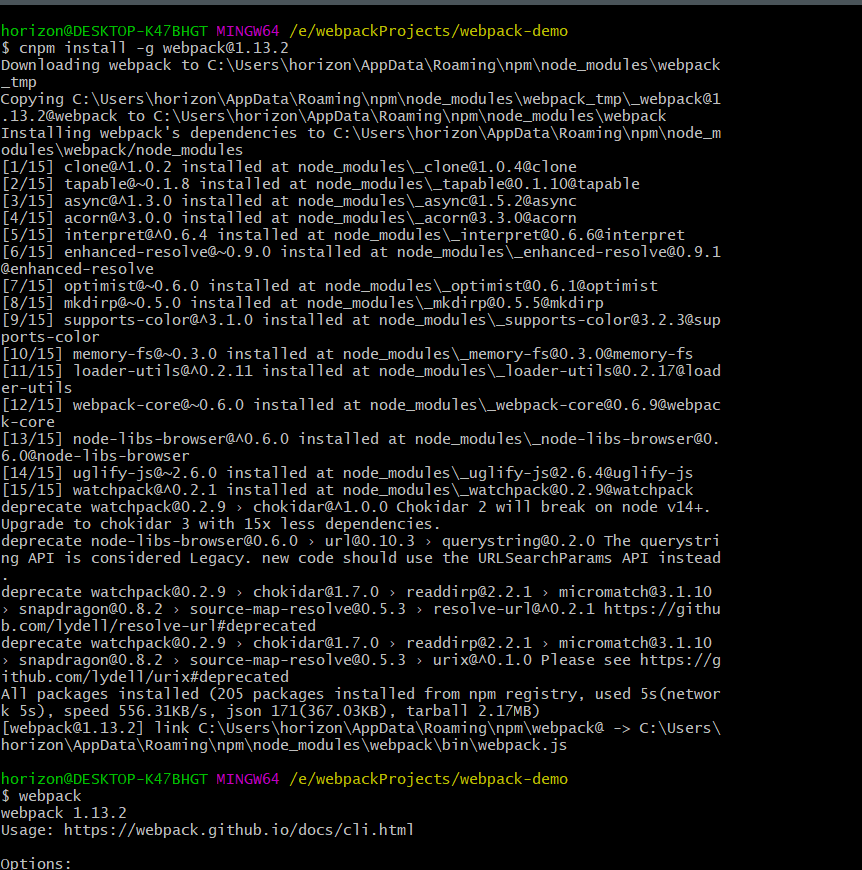 horizon@DESKTOP-K47BHGT MINGW64 /e/webpackProjects/webpack-demo
$ cnpm install -g webpack@1.13.2
Downloading webpack to C:\Users\horizon\AppData\Roaming\npm\node_modules\webpack
_tmp
Copying C:\Users\horizon\AppData\Roaming\npm\node_modules\webpack_tmp\_webpack@1
.13.2@webpack to C:\Users\horizon\AppData\Roaming\npm\node_modules\webpack
Installing webpack's dependencies to C:\Users\horizon\AppData\Roaming\npm\node_m
odules\webpack/node_modules
[1/15] clone@^1.0.2 installed at node_modules\_clone@1.0.4@clone
[2/15] tapable@~0.1.8 installed at node_modules\_tapable@0.1.10@tapable
[3/15] async@^1.3.0 installed at node_modules\_async@1.5.2@async
[4/15] acorn@^3.0.0 installed at node_modules\_acorn@3.3.0@acorn
[5/15] interpret@^0.6.4 installed at node_modules\_interpret@0.6.6@interpret
[6/15] enhanced-resolve@~0.9.0 installed at node_modules\_enhanced-resolve@0.9.1
@enhanced-resolve
[7/15] optimist@~0.6.0 installed at node_modules\_optimist@0.6.1@optimist
[8/15] mkdirp@~0.5.0 installed at node_modules\_mkdirp@0.5.5@mkdirp
[9/15] supports-color@^3.1.0 installed at node_modules\_supports-color@3.2.3@sup
ports-color
[10/15] memory-fs@~0.3.0 installed at node_modules\_memory-fs@0.3.0@memory-fs
[11/15] loader-utils@^0.2.11 installed at node_modules\_loader-utils@0.2.17@load
er-utils
[12/15] webpack-core@~0.6.0 installed at node_modules\_webpack-core@0.6.9@webpac
k-core
[13/15] node-libs-browser@^0.6.0 installed at node_modules\_node-libs-browser@0.
6.0@node-libs-browser
[14/15] uglify-js@~2.6.0 installed at node_modules\_uglify-js@2.6.4@uglify-js
[15/15] watchpack@^0.2.1 installed at node_modules\_watchpack@0.2.9@watchpack
deprecate watchpack@0.2.9 › chokidar@^1.0.0 Chokidar 2 will break on node v14+.
Upgrade to chokidar 3 with 15x less dependencies.
deprecate node-libs-browser@0.6.0 › url@0.10.3 › querystring@0.2.0 The querystri
ng API is considered Legacy. new code should use the URLSearchParams API instead
.
deprecate watchpack@0.2.9 › chokidar@1.7.0 › readdirp@2.2.1 › micromatch@3.1.10
› snapdragon@0.8.2 › source-map-resolve@0.5.3 › resolve-url@^0.2.1 https://githu
b.com/lydell/resolve-url#deprecated
deprecate watchpack@0.2.9 › chokidar@1.7.0 › readdirp@2.2.1 › micromatch@3.1.10
› snapdragon@0.8.2 › source-map-resolve@0.5.3 › urix@^0.1.0 Please see https://g
ithub.com/lydell/urix#deprecated
All packages installed (205 packages installed from npm registry, used 5s(networ
k 5s), speed 556.31KB/s, json 171(367.03KB), tarball 2.17MB)
[webpack@1.13.2] link C:\Users\horizon\AppData\Roaming\npm\webpack@ -> C:\Users\
horizon\AppData\Roaming\npm\node_modules\webpack\bin\webpack.js
horizon@DESKTOP-K47BHGT MINGW64 /e/webpackProjects/webpack-demo
$ webpack
webpack 1.13.2
Usage: https://webpack.github.io/docs/cli.html
Options: